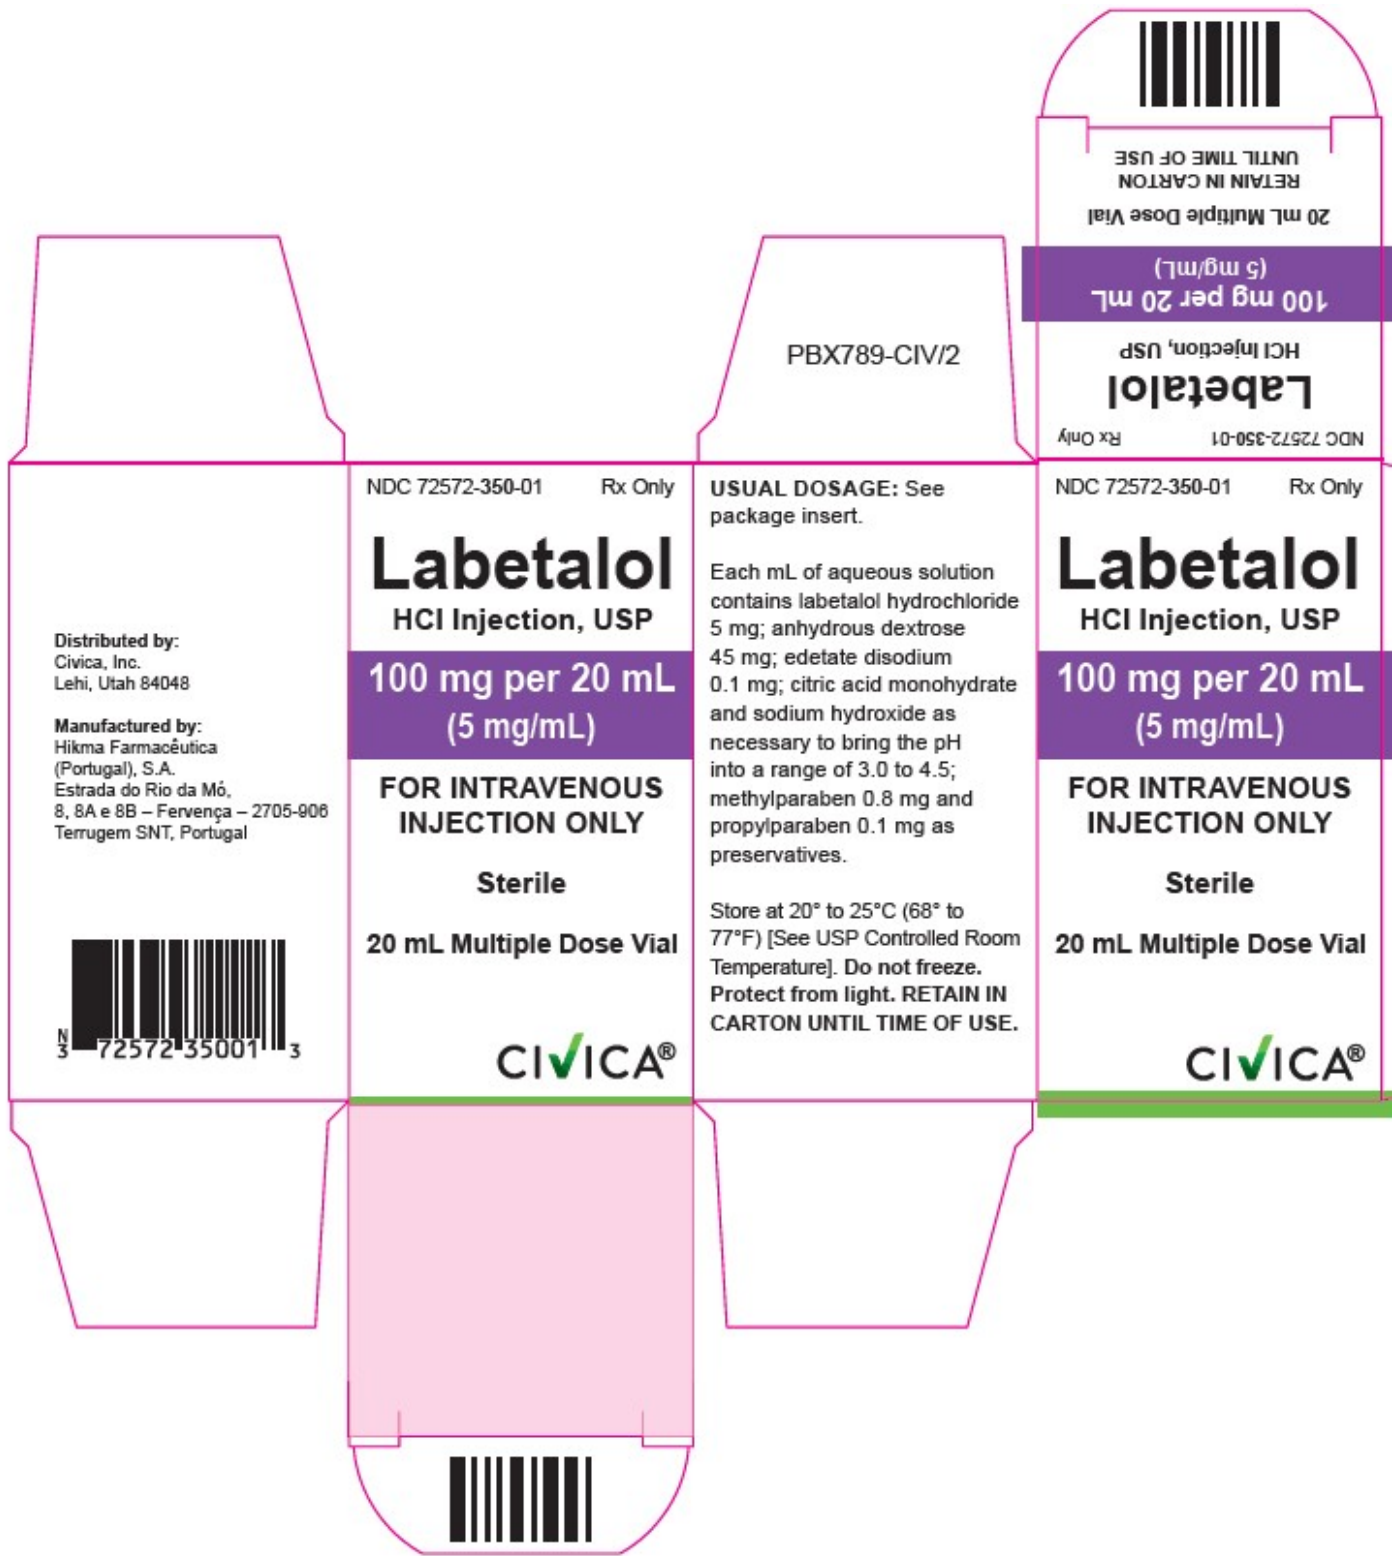 UNTIL TIME OF USE
RETAIN IN CARTON
20 mL Multiple Dose Vial
(5 mg/mL)
100 mg per 20 mL
HCl Injection, USP
Labetalol
NDC 72572-350-01 Rx Only
PBX789-CIV/2
Distributed by:
Civica, Inc.
Lehi, Utah 84048
Manufactured by:
Hikma Farmacêutica
(Portugal), S.A.
Estrada do Rio da Mó,
8, 8A e 8B – Fervença – 2705-906
Terrugem SNT, Portugal
N
3 72572 35001 3
NDC 72572-350-01 Rx Only
Labetalol
HCl Injection, USP
100 mg per 20 mL
(5 mg/mL)
FOR INTRAVENOUS
INJECTION ONLY
Sterile
20 mL Multiple Dose Vial
CIVICA®
USUAL DOSAGE: See
package insert.
Each mL of aqueous solution
contains labetalol hydrochloride
5 mg; anhydrous dextrose
45 mg; edetate disodium
0.1 mg; citric acid monohydrate
and sodium hydroxide as
necessary to bring the pH
into a range of 3.0 to 4.5;
methylparaben 0.8 mg and
propylparaben 0.1 mg as
preservatives.
Store at 20° to 25°C (68° to
77°F) [See USP Controlled Room
Temperature]. Do not freeze.
Protect from light. RETAIN IN
CARTON UNTIL TIME OF USE.
NDC 72572-350-01 Rx Only
Labetalol
HCl Injection, USP
100 mg per 20 mL
(5 mg/mL)
FOR INTRAVENOUS
INJECTION ONLY
Sterile
20 mL Multiple Dose Vial
CIVICA®